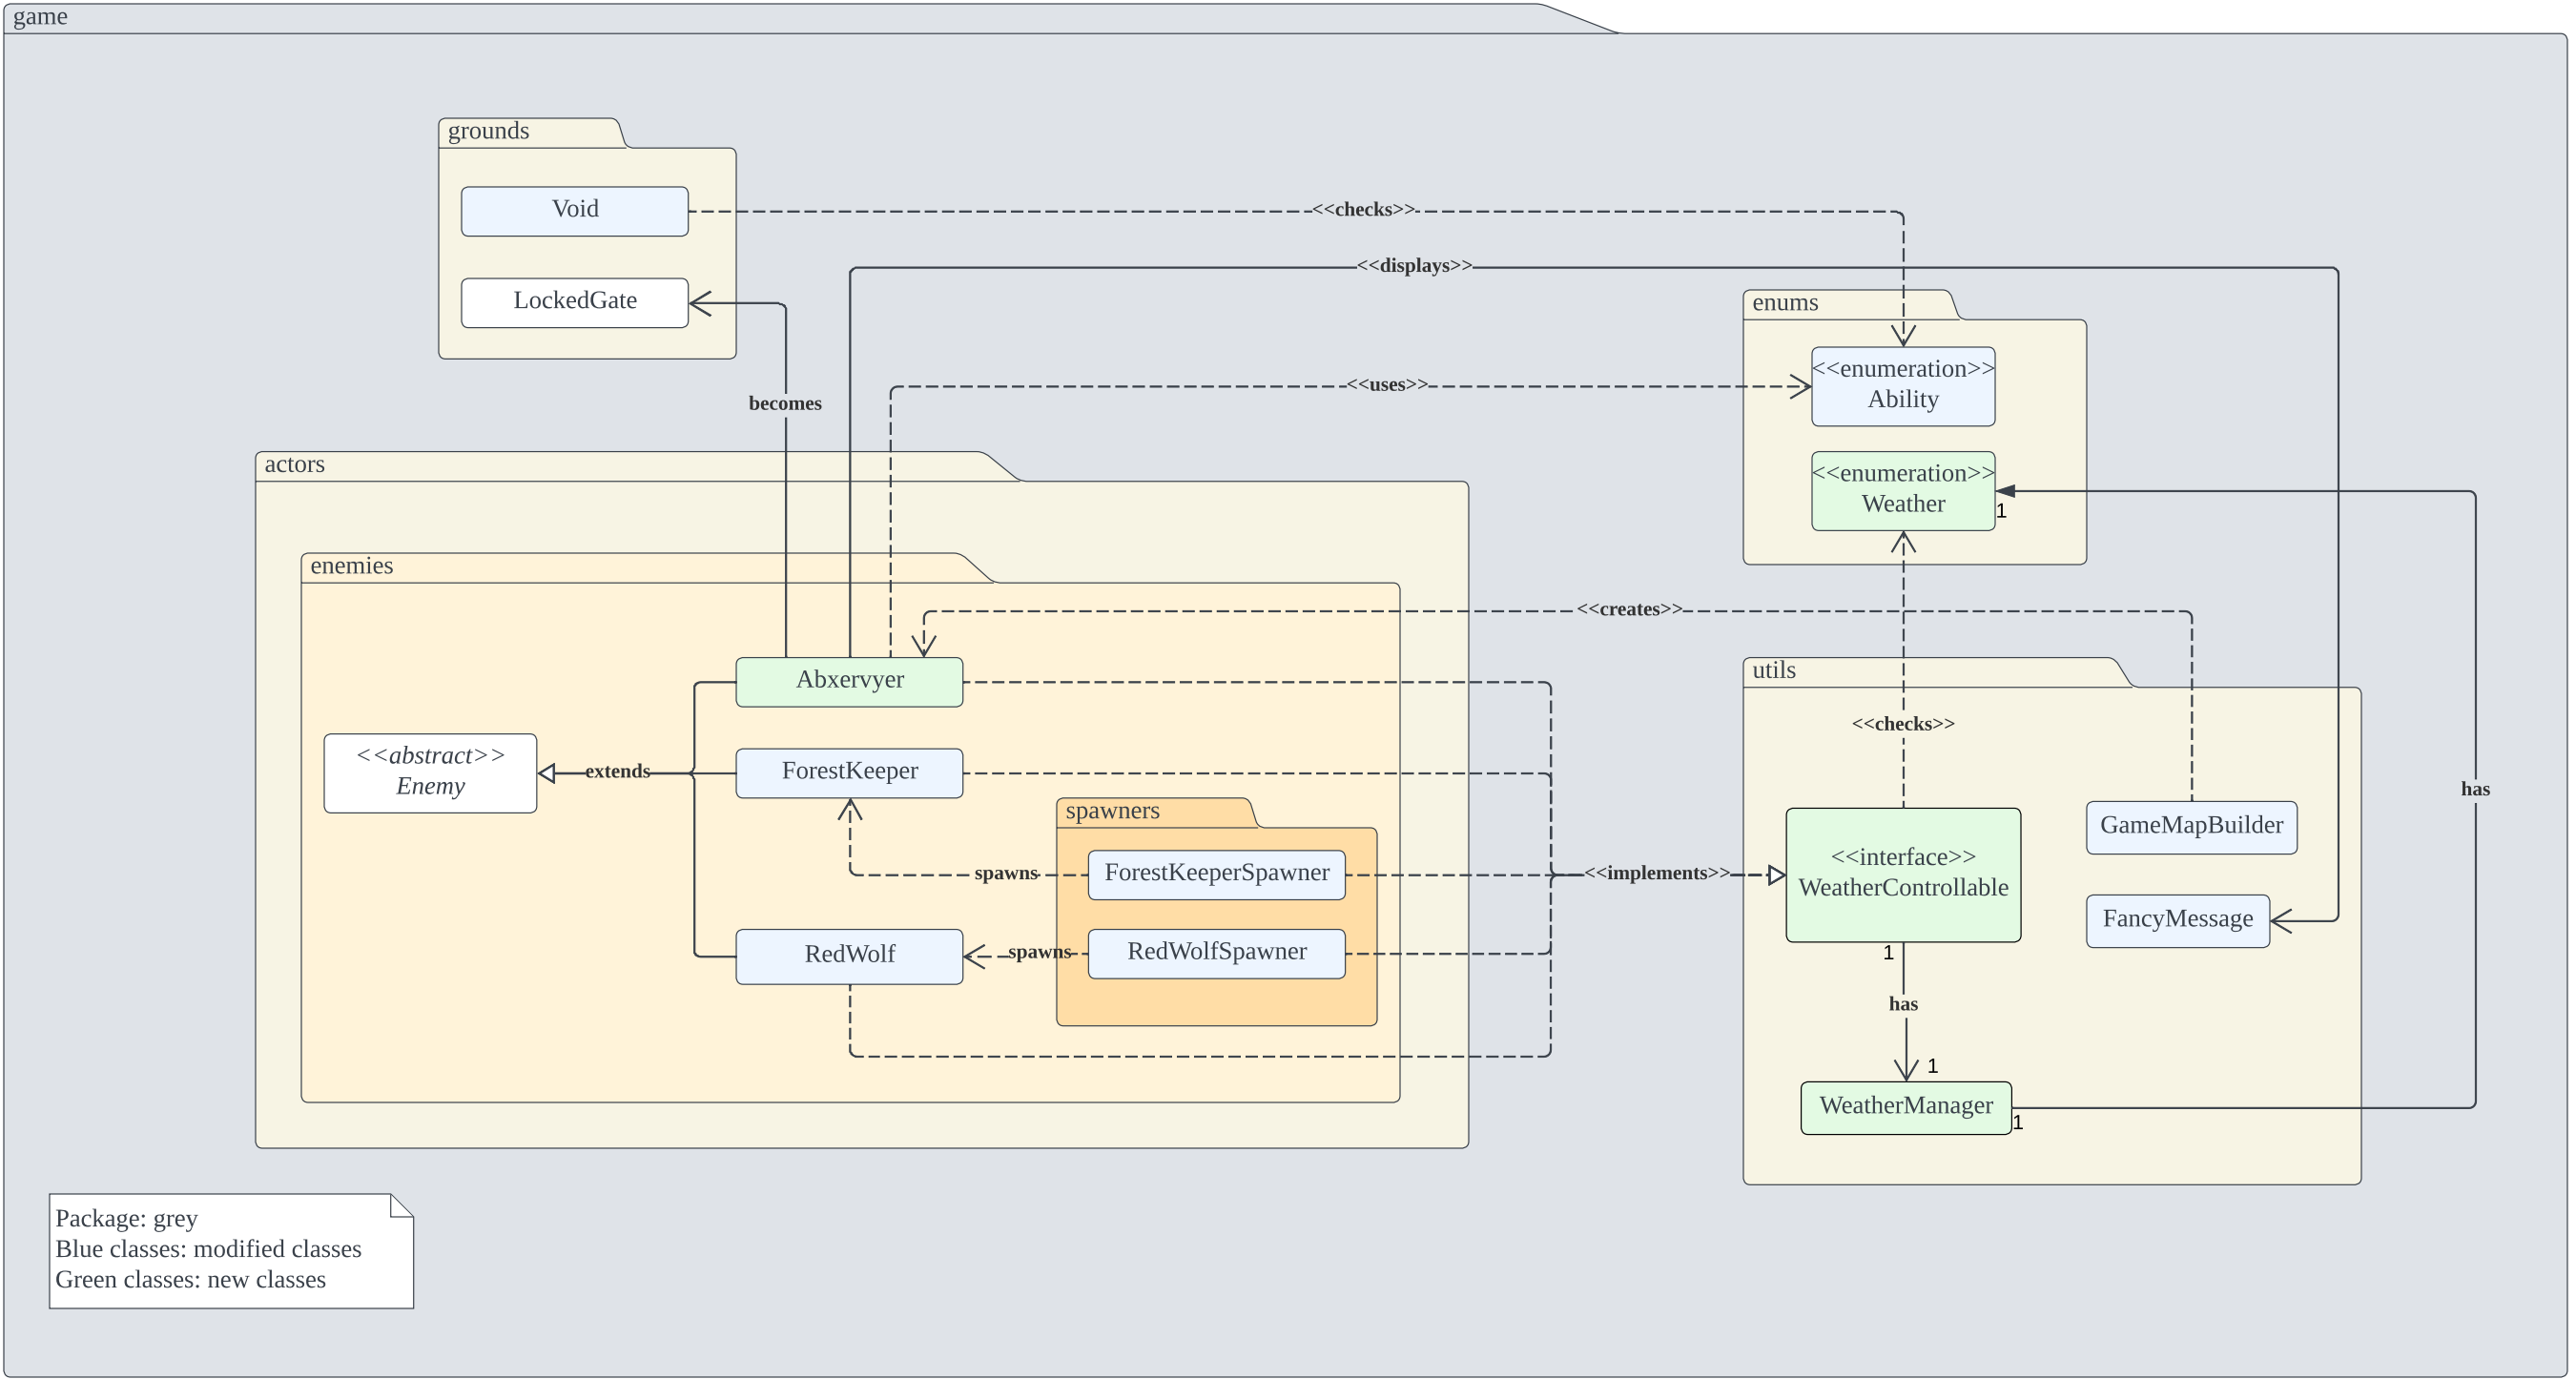 game
grounds
Void
<<checks>>
<<displays>>
LockedGate
enums
<<enumeration>>
Ability
<<uses>>
becomes
actors
<<enumeration>>
Weather
1
enemies
<<creates>>
Abxervyer
utils
<<checks>>
<<abstract>>
Enemy
extends
ForestKeeper
has
spawners
GameMapBuilder
spawns
ForestKeeperSpawner
<<implements>>
<<interface>>
WeatherControllable
FancyMessage
RedWolf
spawns
RedWolfSpawner
1
has
1
WeatherManager
1
Package: grey
Blue classes: modified classes
Green classes: new classes